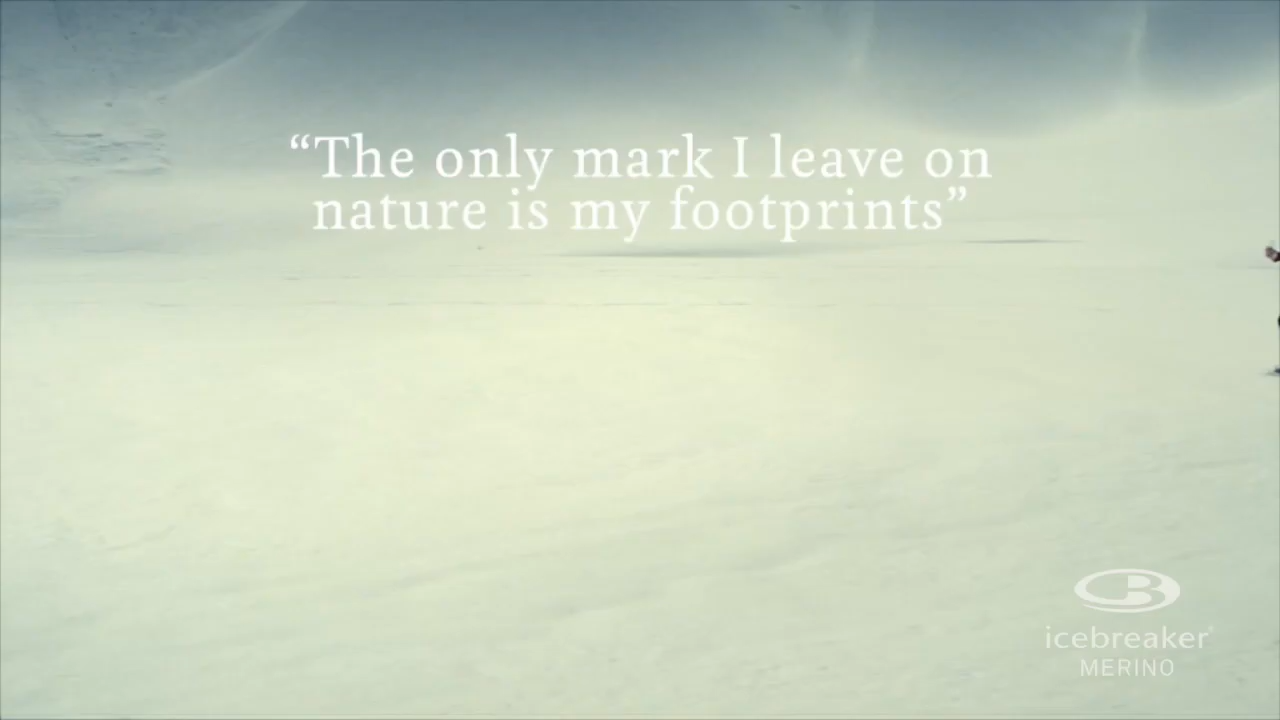 “The only mark I leave on
nature is my footprints”
icebreaker®
MERINO